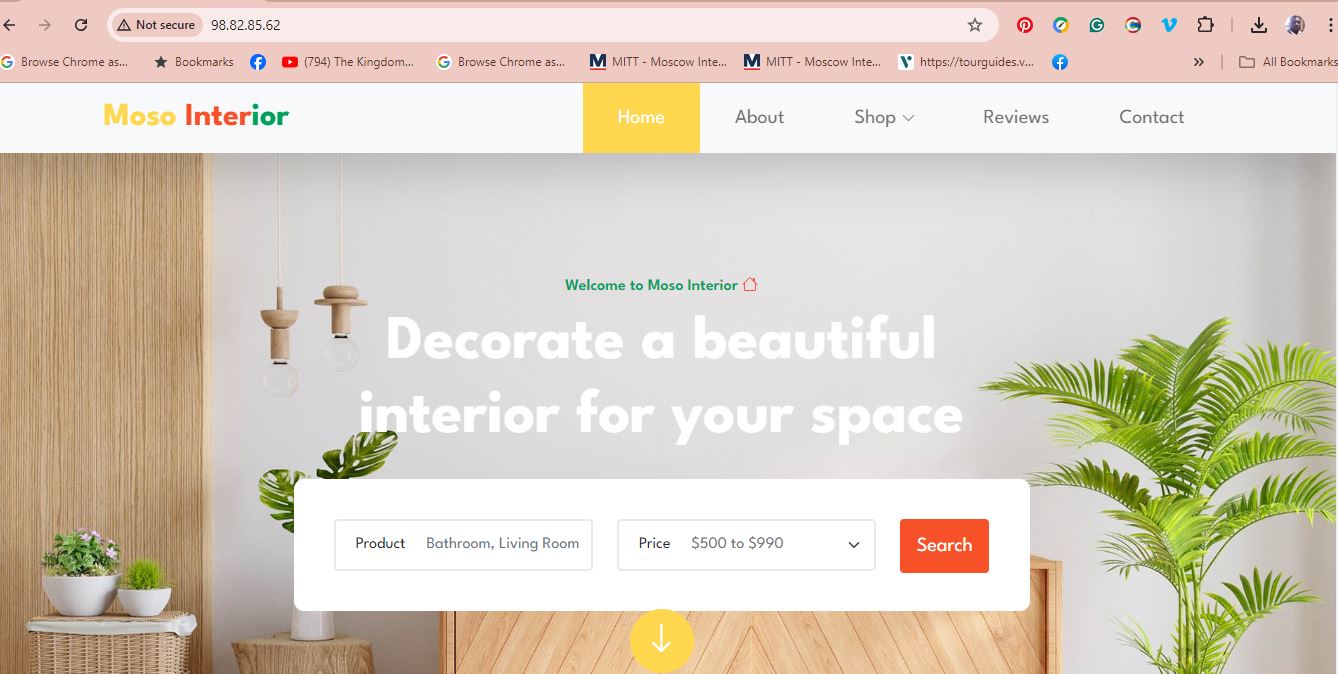 Not secure
98.82.85.62
Browse Chrome as...
Bookmarks
(794) The Kingdom...
Browse Chrome as...
MITT - Moscow Inte...
MITT - Moscow Inte...
https://tourguides.v...
All Bookmarks
Moso Interior
Home
About
Shop
Reviews
Contact
Welcome to Moso Interior
Decorate a beautiful
interior for your space
Product Bathroom, Living Room
Price $500 to $990
Search